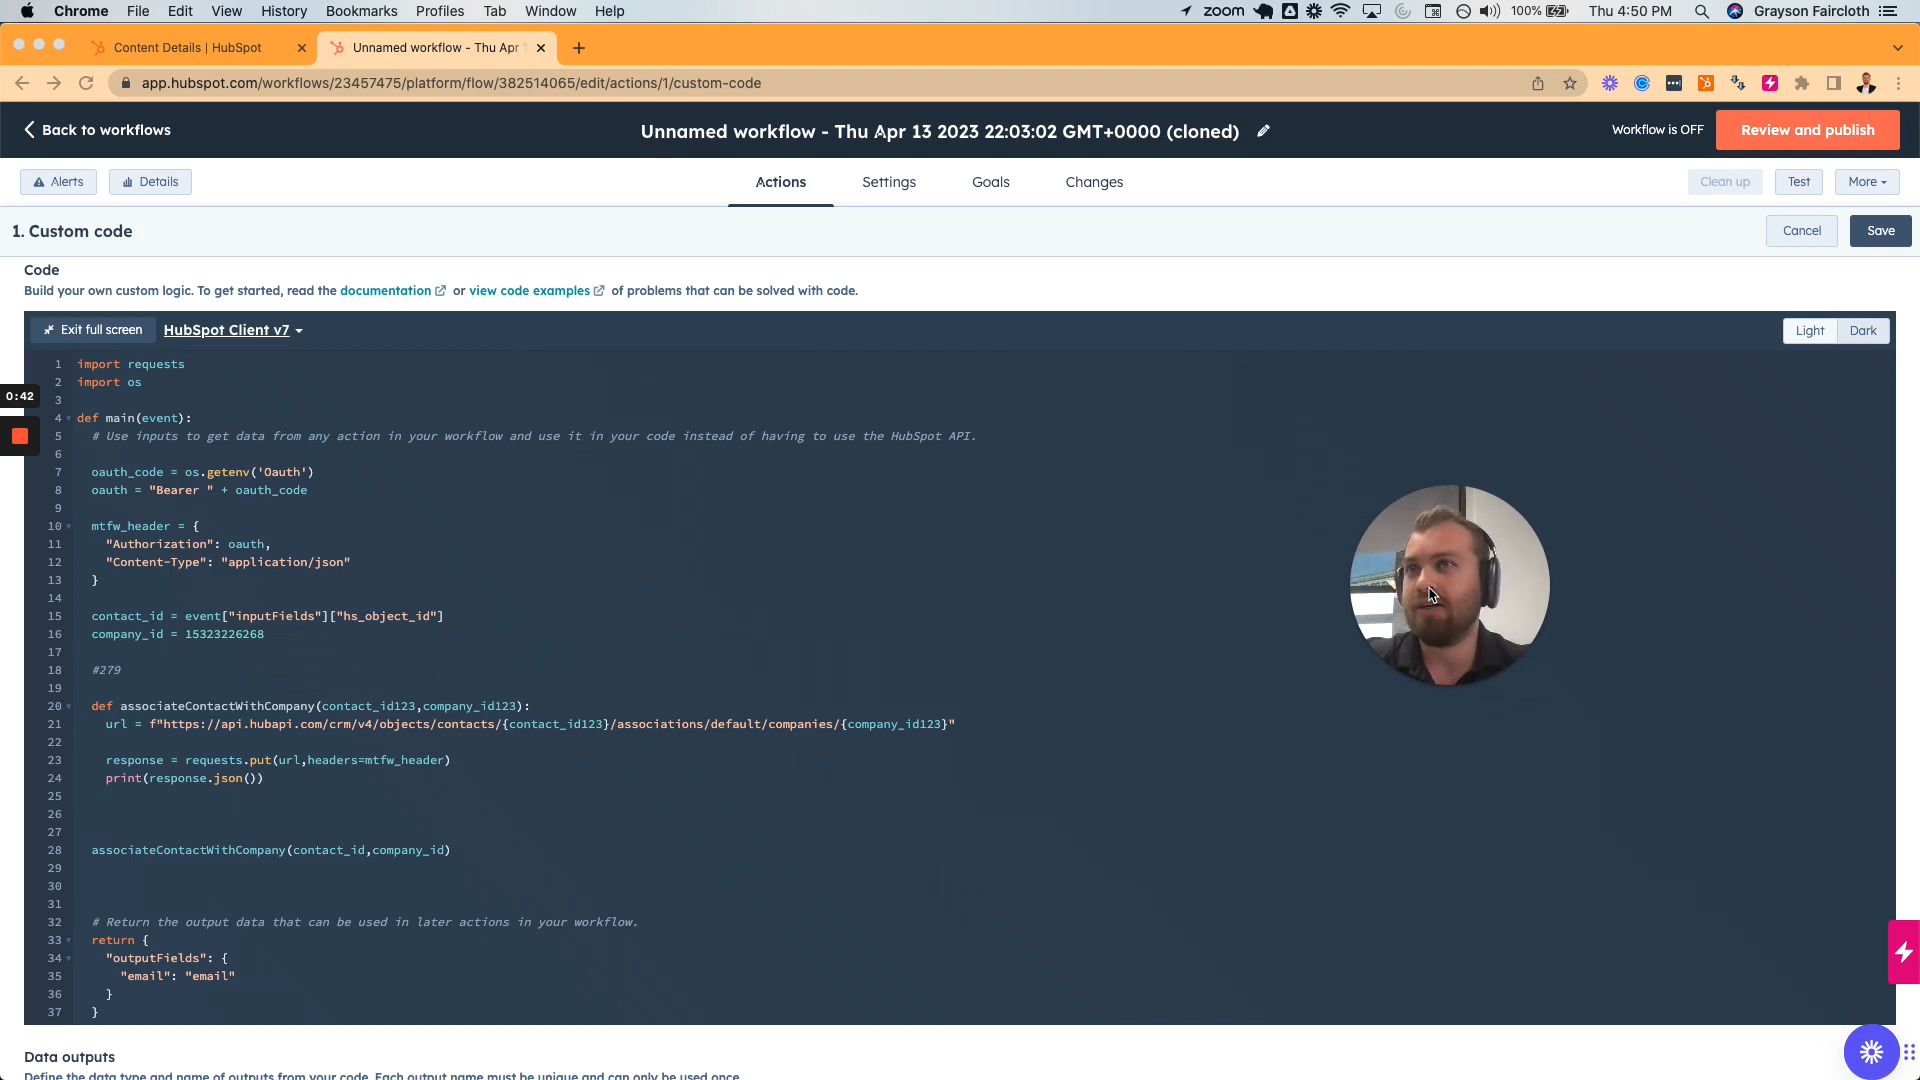 Chrome File Edit View History Bookmarks Profiles Tab Window Help zoom 100% Thu 4:50 PM Grayson Faircloth
Content Details | HubSpot Unnamed workflow - Thu Apr 1
app.hubspot.com/workflows/23457475/platform/flow/382514065/edit/actions/1/custom-code
Back to workflows Unnamed workflow - Thu Apr 13 2023 22:03:02 GMT+0000 (cloned) Workflow is OFF Review and publish
Alerts Details Actions Settings Goals Changes Clean up Test More
1. Custom code Cancel Save
Code
Build your own custom logic. To get started, read the documentation or view code examples of problems that can be solved with code.
Exit full screen HubSpot Client v7 Light Dark
1 import requests
2 import os
3
0:42
4 def main(event):
5 # Use inputs to get data from any action in your workflow and use it in your code instead of having to use the HubSpot API.
6
7 oauth_code = os.getenv('Oauth')
8 oauth = "Bearer " + oauth_code
9
10 mtfw_header = {
11 "Authorization": oauth,
12 "Content-Type": "application/json"
13 }
14
15 contact_id = event["inputFields"]["hs_object_id"]
16 company_id = 15323226268
17
18 #279
19
20 def associateContactWithCompany(contact_id123,company_id123):
21 url = f"https://api.hubapi.com/crm/v4/objects/contacts/{contact_id123}/associations/default/companies/{company_id123}"
22
23 response = requests.put(url,headers=mtfw_header)
24 print(response.json())
25
26
27
28 associateContactWithCompany(contact_id,company_id)
29
30
31
32 # Return the output data that can be used in later actions in your workflow.
33 return {
34 "outputFields": {
35 "email": "email"
36 }
37 }
Data outputs
Define the data type and name of outputs from your code. Each output name must be unique and can only be used once.